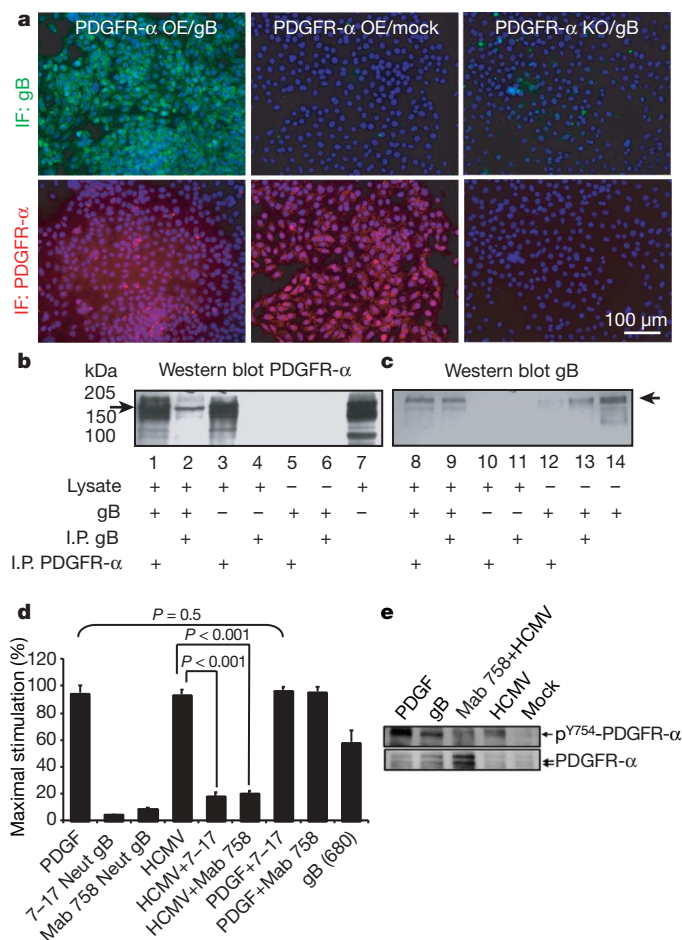 a
PDGFR-α OE/gB
PDGFR-α OE/mock
PDGFR-α KO/gB
IF: gB
IF: PDGFR-α
100 µm
b
kDa
Western blot PDGFR-α
205
150
100
1 2 3 4 5 6 7
c
Western blot gB
8 9 10 11 12 13 14
Lysate + + + + − − + + + + + − − −
gB + + − − + + − + + − − + + +
I.P. gB + + + + + +
I.P. PDGFR-α + + + + + +
d
P = 0.5
P < 0.001
P < 0.001
Maximal stimulation (%)
120
100
80
60
40
20
0
PDGF
7–17 Neut gB
Mab 758 Neut gB
HCMV
HCMV+7–17
HCMV+Mab 758
PDGF+7–17
PDGF+Mab 758
gB (680)
e
PDGF
gB
Mab 758+HCMV
HCMV
Mock
pY754-PDGFR-α
PDGFR-α